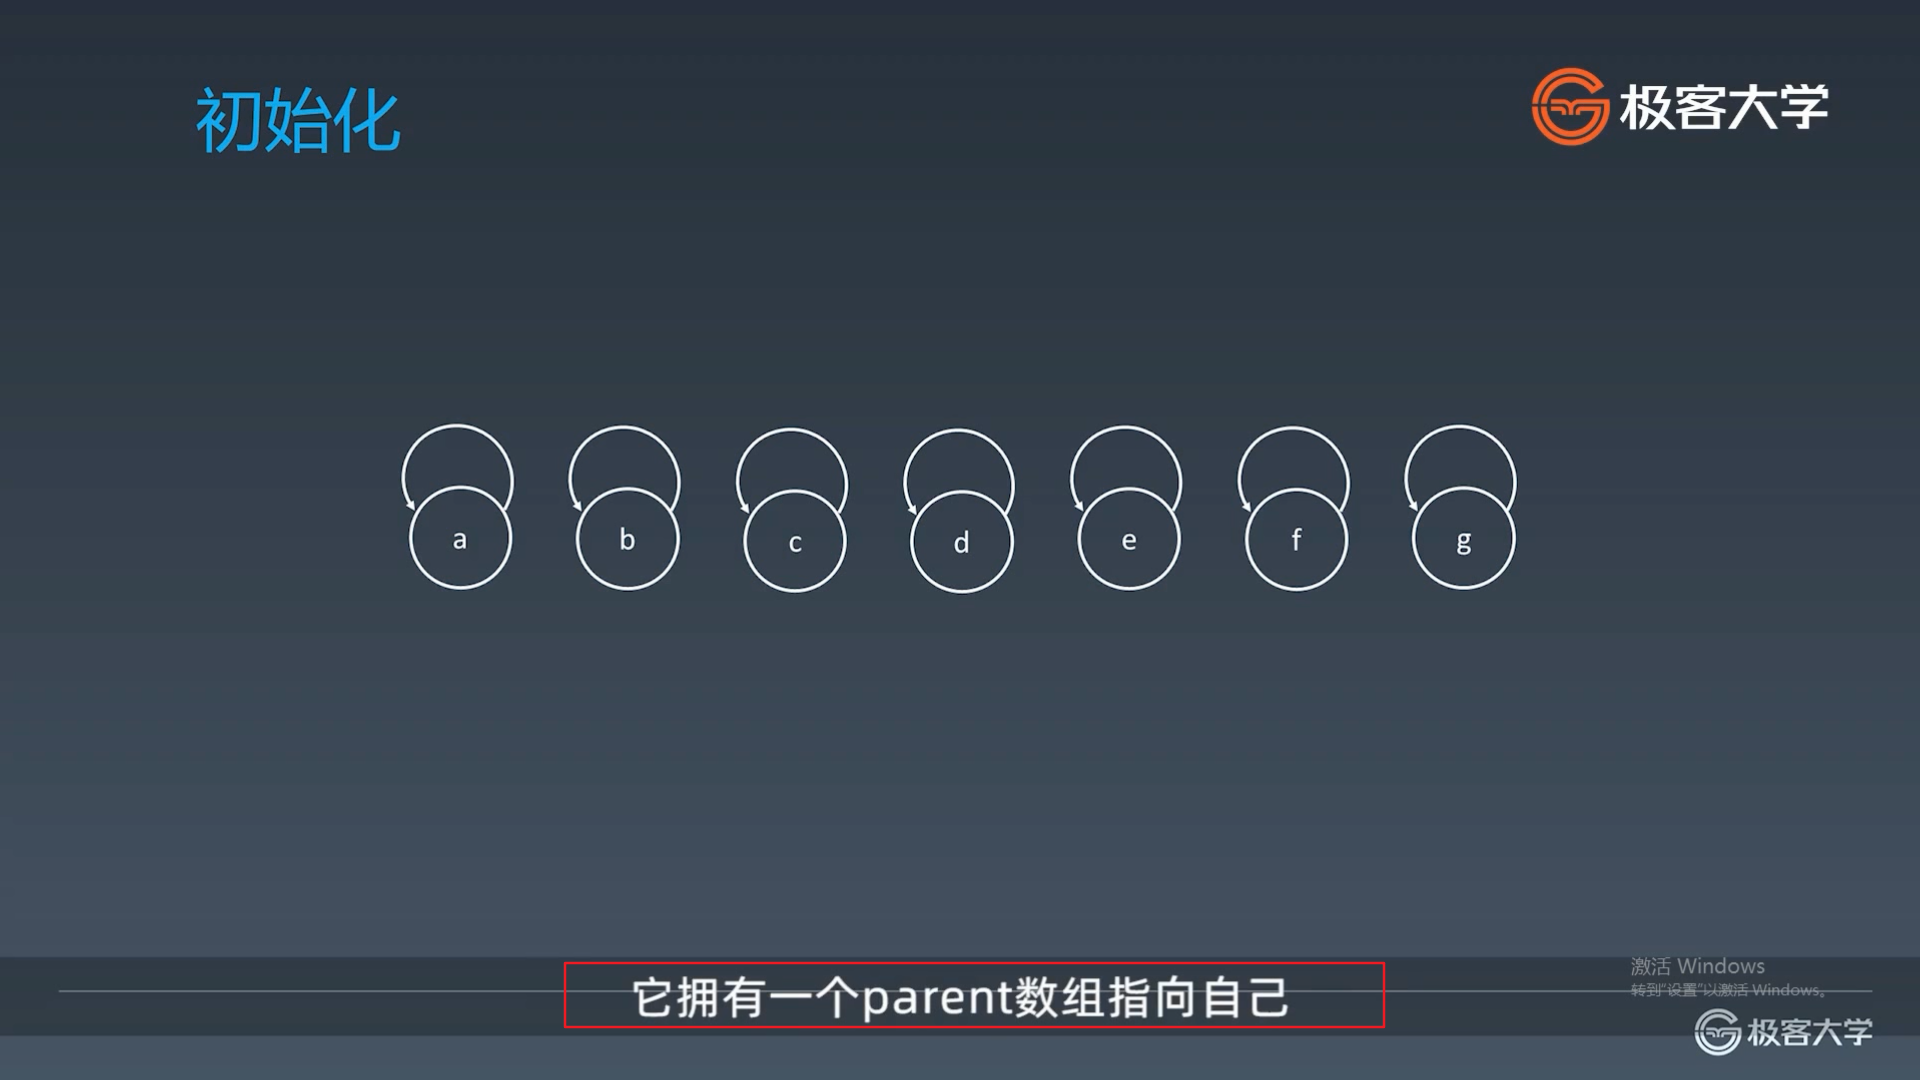 初始化
极客大学
a b c d e f g
它拥有一个parent数组指向自己
激活 Windows
转到“设置”以激活 Windows。
极客大学